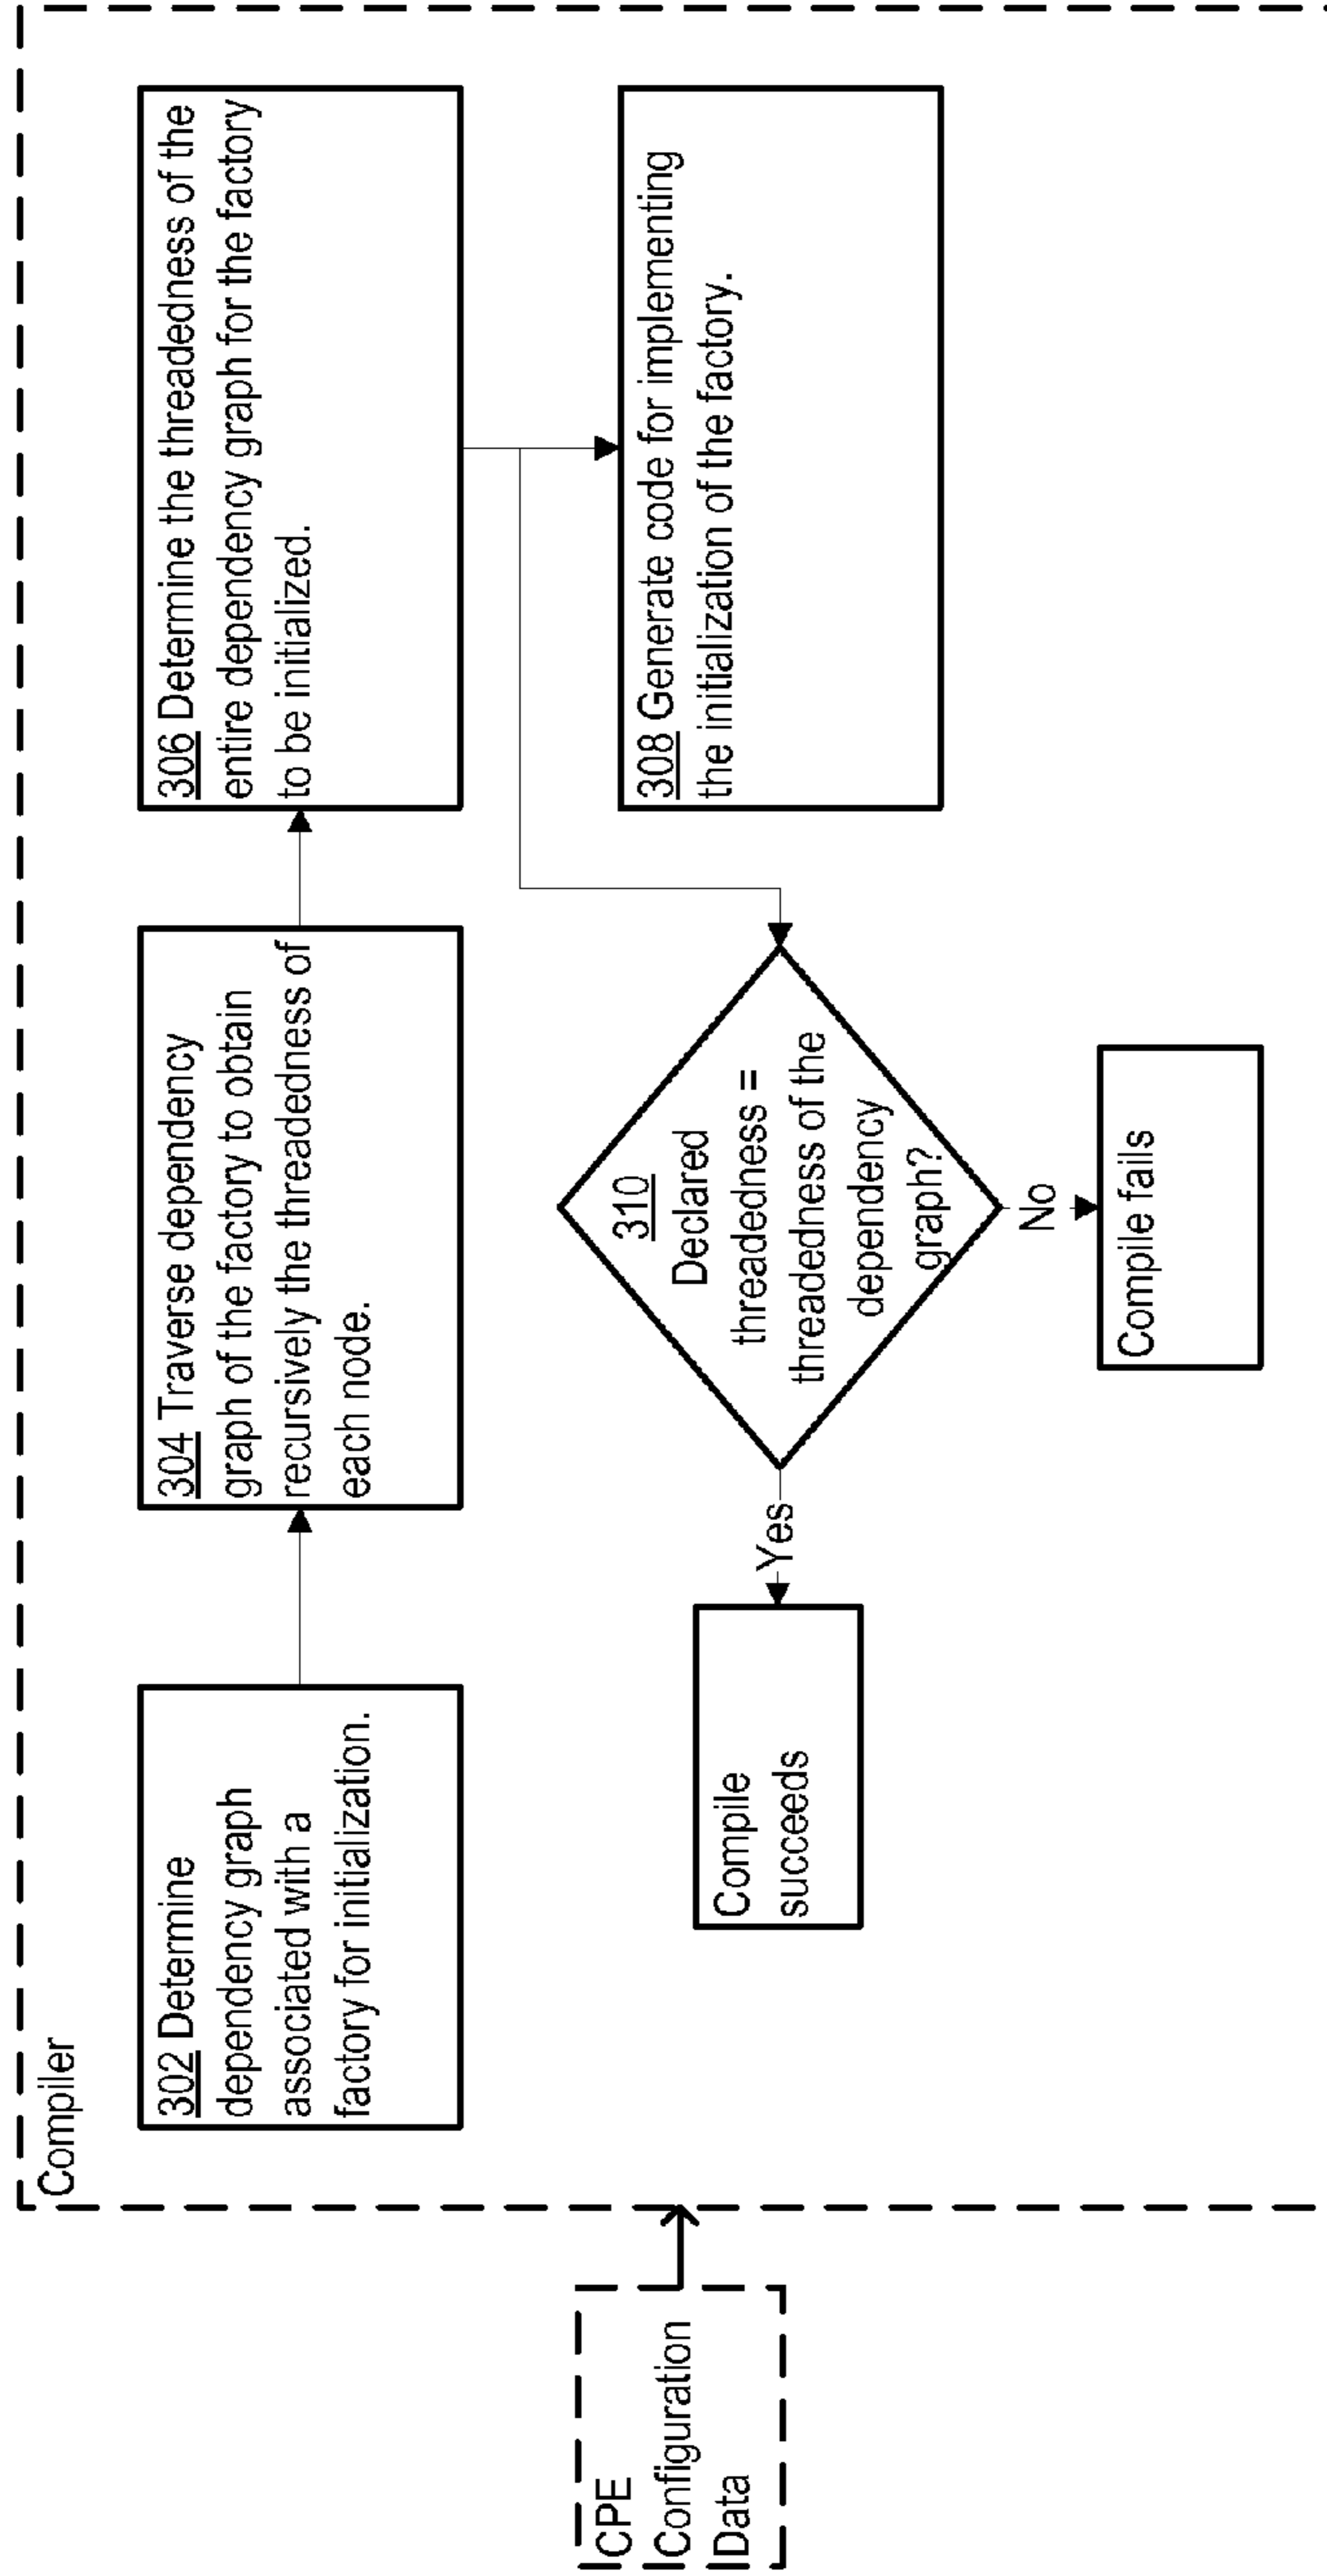 Compiler
302 Determine
dependency graph
associated with a
factory for initialization.
304 Traverse dependency
graph of the factory to obtain
recursively the threadedness of
each node.
306 Determine the threadedness of the
entire dependency graph for the factory
to be initialized.
CPE
Configuration
Data
Compile
succeeds
Yes
310
Declared
threadedness =
threadedness of the
dependency
graph?
308 Generate code for implementing
the initialization of the factory.
No
Compile fails